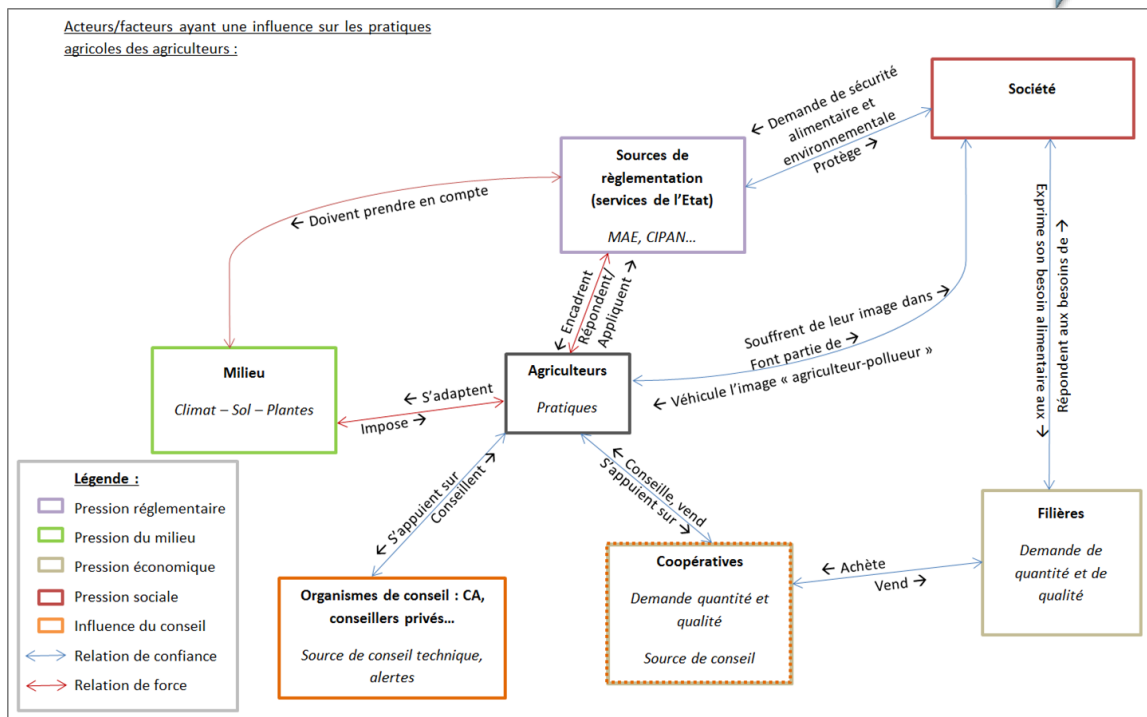 Acteurs/facteurs ayant une influence sur les pratiques
agricoles des agriculteurs :
Société
← Demande de sécurité
alimentaire et
environnementale
Protège →
Sources de
règlementation
(services de l'Etat)
MAE, CIPAN…
← Doivent prendre en compte
← Encadrent
Répondent/
Appliquent →
Exprime son besoin alimentaire aux →
Répondent aux besoins de →
Souffrent de leur image dans →
Font partie de →
← Véhicule l'image « agriculteur-pollueur »
Milieu
Climat – Sol – Plantes
← S'adaptent
Impose →
Agriculteurs
Pratiques
← S'appuient sur
Conseillent →
← Conseille, vend
S'appuient sur →
Légende :
Pression réglementaire
Pression du milieu
Pression économique
Pression sociale
Influence du conseil
Relation de confiance
Relation de force
Organismes de conseil : CA,
conseillers privés…
Source de conseil technique,
alertes
Coopératives
Demande quantité et
qualité
Source de conseil
← Achète
Vend →
Filières
Demande de
quantité et de
qualité